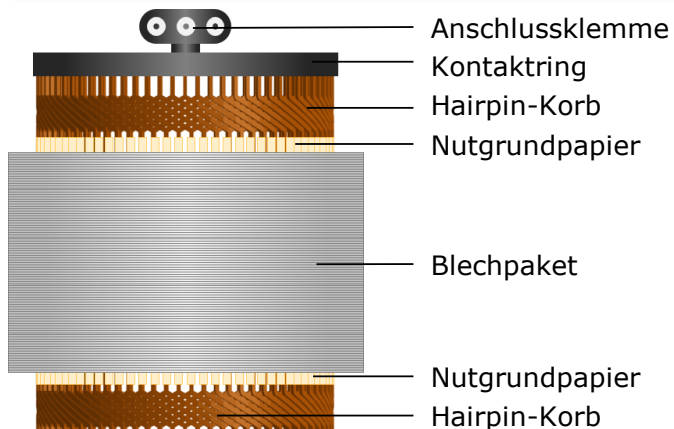 Anschlussklemme
Kontaktring
Hairpin-Korb
Nutgrundpapier
Blechpaket
Nutgrundpapier
Hairpin-Korb